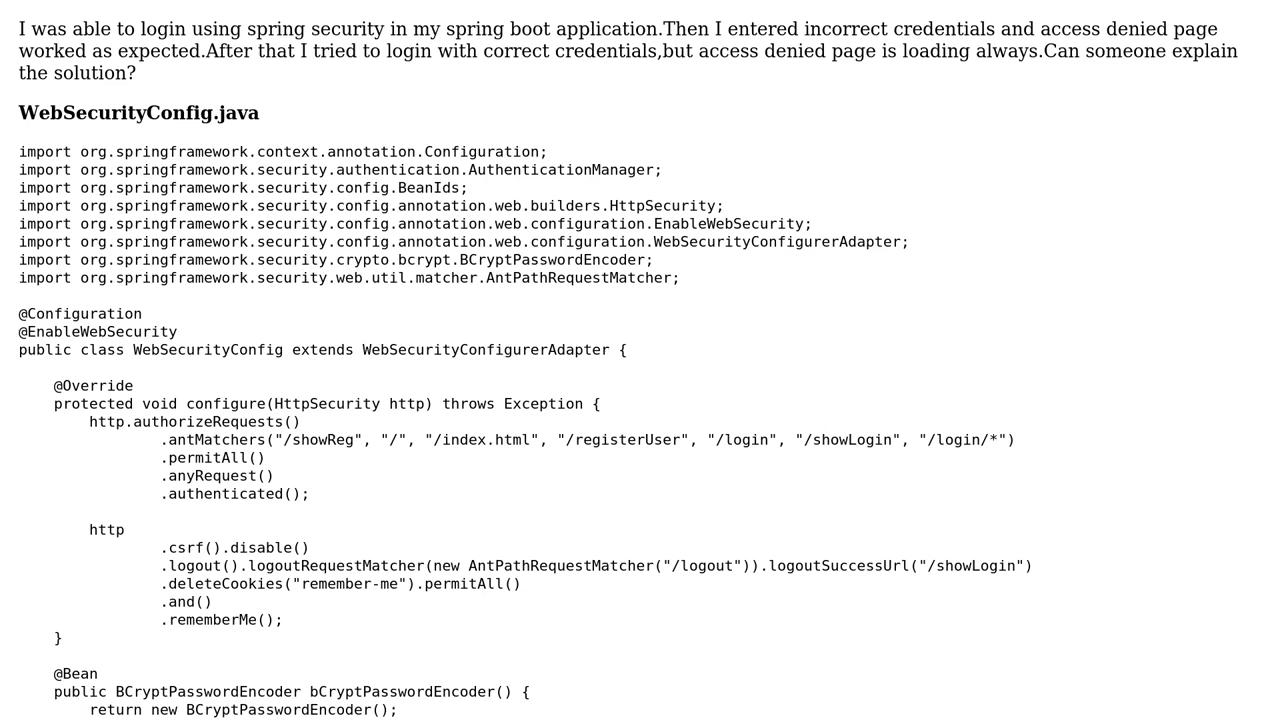 I was able to login using spring security in my spring boot application.Then I entered incorrect credentials and access denied page
worked as expected.After that I tried to login with correct credentials,but access denied page is loading always.Can someone explain
the solution?
WebSecurityConfig.java
import org.springframework.context.annotation.Configuration;
import org.springframework.security.authentication.AuthenticationManager;
import org.springframework.security.config.BeanIds;
import org.springframework.security.config.annotation.web.builders.HttpSecurity;
import org.springframework.security.config.annotation.web.configuration.EnableWebSecurity;
import org.springframework.security.config.annotation.web.configuration.WebSecurityConfigurerAdapter;
import org.springframework.security.crypto.bcrypt.BCryptPasswordEncoder;
import org.springframework.security.web.util.matcher.AntPathRequestMatcher;
@Configuration
@EnableWebSecurity
public class WebSecurityConfig extends WebSecurityConfigurerAdapter {
    @Override
    protected void configure(HttpSecurity http) throws Exception {
        http.authorizeRequests()
                .antMatchers("/showReg", "/", "/index.html", "/registerUser", "/login", "/showLogin", "/login/*")
                .permitAll()
                .anyRequest()
                .authenticated();
        http
                .csrf().disable()
                .logout().logoutRequestMatcher(new AntPathRequestMatcher("/logout")).logoutSuccessUrl("/showLogin")
                .deleteCookies("remember-me").permitAll()
                .and()
                .rememberMe();
    }
    @Bean
    public BCryptPasswordEncoder bCryptPasswordEncoder() {
        return new BCryptPasswordEncoder();